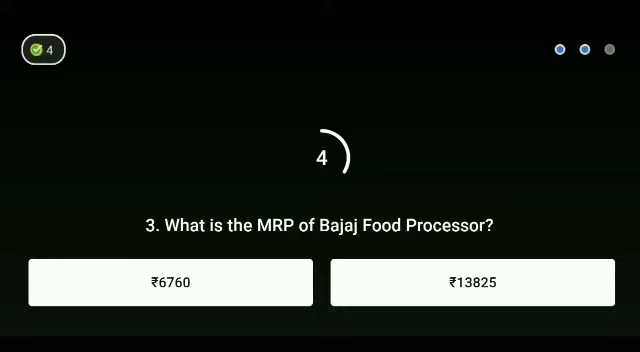 4
4
3. What is the MRP of Bajaj Food Processor?
₹6760
₹13825